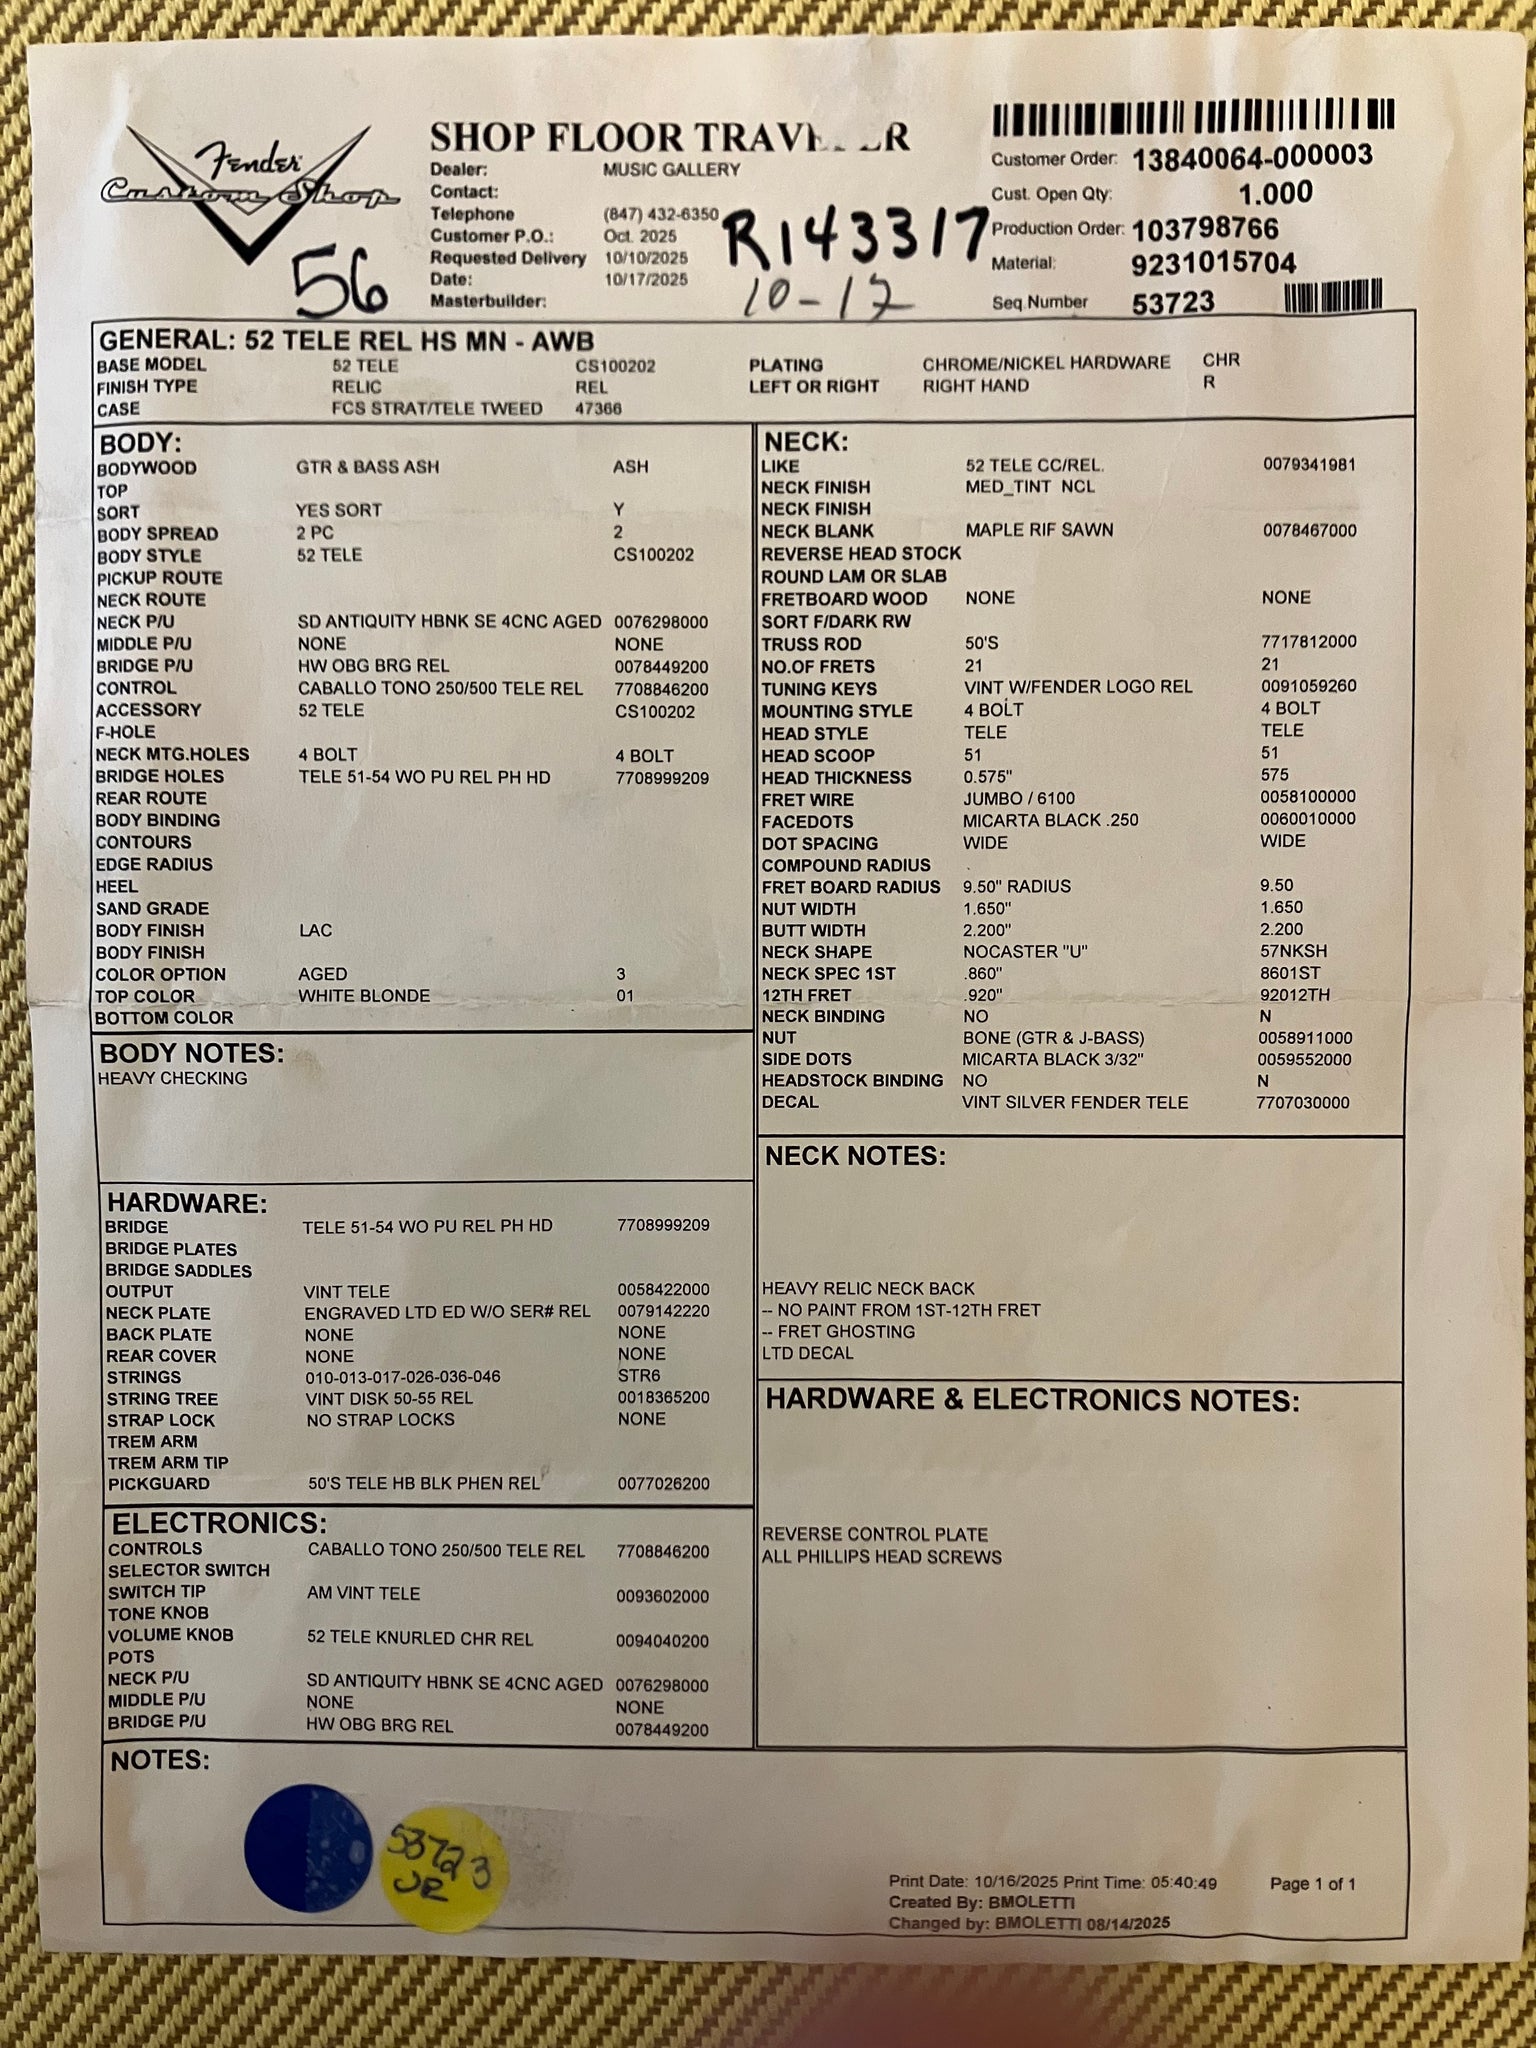 Fender
Custom Shop
SHOP FLOOR TRAVELER
Dealer: MUSIC GALLERY
Contact:
Telephone (847) 432-6350
Customer P.O.: Oct. 2025
Requested Delivery 10/10/2025
Date: 10/17/2025
Masterbuilder:
56
R143317
10-17
Customer Order: 13840064-000003
Cust. Open Qty: 1.000
Production Order: 103798766
Material: 9231015704
Seq.Number 53723
GENERAL: 52 TELE REL HS MN - AWB
BASE MODEL 52 TELE CS100202 PLATING CHROME/NICKEL HARDWARE CHR
FINISH TYPE RELIC REL LEFT OR RIGHT RIGHT HAND R
CASE FCS STRAT/TELE TWEED 47366
BODY:
BODYWOOD GTR & BASS ASH ASH
TOP
SORT YES SORT Y
BODY SPREAD 2 PC 2
BODY STYLE 52 TELE CS100202
PICKUP ROUTE
NECK ROUTE
NECK P/U SD ANTIQUITY HBNK SE 4CNC AGED 0076298000
MIDDLE P/U NONE NONE
BRIDGE P/U HW OBG BRG REL 0078449200
CONTROL CABALLO TONO 250/500 TELE REL 7708846200
ACCESSORY 52 TELE CS100202
F-HOLE
NECK MTG.HOLES 4 BOLT 4 BOLT
BRIDGE HOLES TELE 51-54 WO PU REL PH HD 7708999209
REAR ROUTE
BODY BINDING
CONTOURS
EDGE RADIUS
HEEL
SAND GRADE
BODY FINISH LAC
BODY FINISH
COLOR OPTION AGED 3
TOP COLOR WHITE BLONDE 01
BOTTOM COLOR
BODY NOTES:
HEAVY CHECKING
HARDWARE:
BRIDGE TELE 51-54 WO PU REL PH HD 7708999209
BRIDGE PLATES
BRIDGE SADDLES
OUTPUT VINT TELE 0058422000
NECK PLATE ENGRAVED LTD ED W/O SER# REL 0079142220
BACK PLATE NONE NONE
REAR COVER NONE NONE
STRINGS 010-013-017-026-036-046 STR6
STRING TREE VINT DISK 50-55 REL 0018365200
STRAP LOCK NO STRAP LOCKS NONE
TREM ARM
TREM ARM TIP
PICKGUARD 50'S TELE HB BLK PHEN REL 0077026200
ELECTRONICS:
CONTROLS CABALLO TONO 250/500 TELE REL 7708846200
SELECTOR SWITCH
SWITCH TIP AM VINT TELE 0093602000
TONE KNOB
VOLUME KNOB 52 TELE KNURLED CHR REL 0094040200
POTS
NECK P/U SD ANTIQUITY HBNK SE 4CNC AGED 0076298000
MIDDLE P/U NONE NONE
BRIDGE P/U HW OBG BRG REL 0078449200
NECK:
LIKE 52 TELE CC/REL. 0079341981
NECK FINISH MED_TINT NCL
NECK FINISH
NECK BLANK MAPLE RIF SAWN 0078467000
REVERSE HEAD STOCK
ROUND LAM OR SLAB
FRETBOARD WOOD NONE NONE
SORT F/DARK RW
TRUSS ROD 50'S 7717812000
NO.OF FRETS 21 21
TUNING KEYS VINT W/FENDER LOGO REL 0091059260
MOUNTING STYLE 4 BOLT 4 BOLT
HEAD STYLE TELE TELE
HEAD SCOOP 51 51
HEAD THICKNESS 0.575" 575
FRET WIRE JUMBO / 6100 0058100000
FACEDOTS MICARTA BLACK .250 0060010000
DOT SPACING WIDE WIDE
COMPOUND RADIUS
FRET BOARD RADIUS 9.50" RADIUS 9.50
NUT WIDTH 1.650" 1.650
BUTT WIDTH 2.200" 2.200
NECK SHAPE NOCASTER "U" 57NKSH
NECK SPEC 1ST .860" 8601ST
12TH FRET .920" 92012TH
NECK BINDING NO N
NUT BONE (GTR & J-BASS) 0058911000
SIDE DOTS MICARTA BLACK 3/32" 0059552000
HEADSTOCK BINDING NO N
DECAL VINT SILVER FENDER TELE 7707030000
NECK NOTES:
HEAVY RELIC NECK BACK
-- NO PAINT FROM 1ST-12TH FRET
-- FRET GHOSTING
LTD DECAL
HARDWARE & ELECTRONICS NOTES:
REVERSE CONTROL PLATE
ALL PHILLIPS HEAD SCREWS
NOTES:
53723
JR
Print Date: 10/16/2025 Print Time: 05:40:49 Page 1 of 1
Created By: BMOLETTI
Changed by: BMOLETTI 08/14/2025